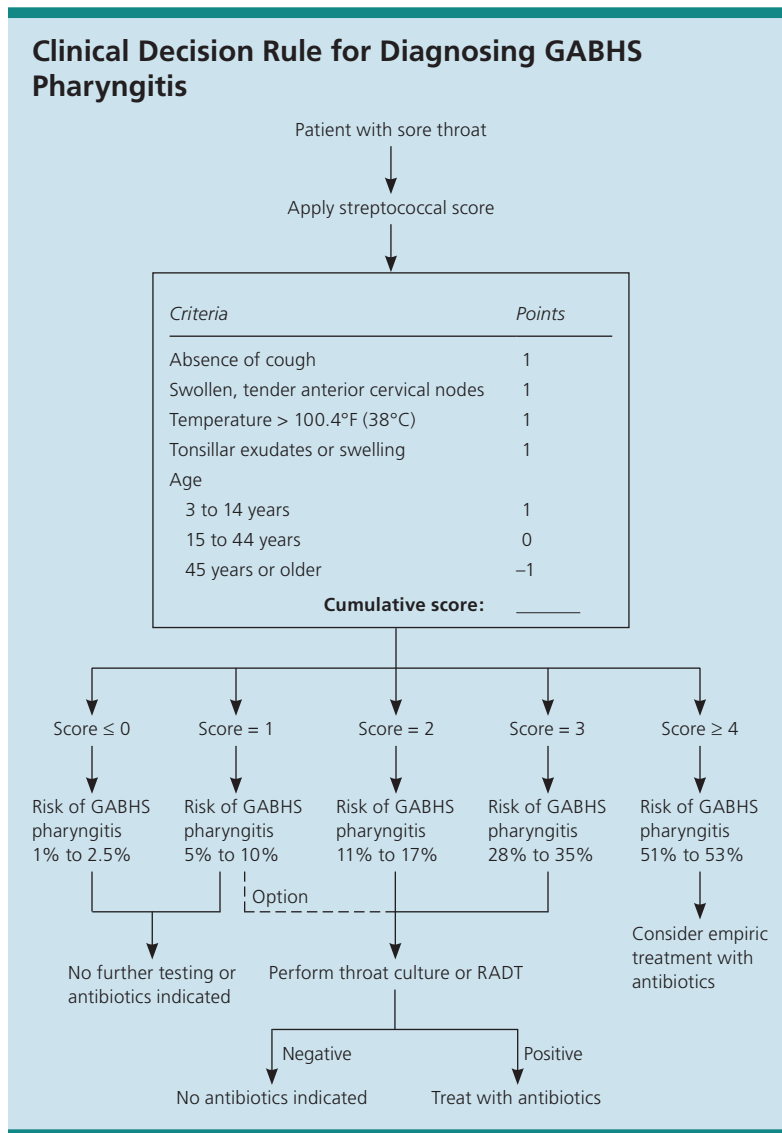 Clinical Decision Rule for Diagnosing GABHS
Pharyngitis
Patient with sore throat
Apply streptococcal score
Criteria Points
Absence of cough 1
Swollen, tender anterior cervical nodes 1
Temperature > 100.4°F (38°C) 1
Tonsillar exudates or swelling 1
Age
3 to 14 years 1
15 to 44 years 0
45 years or older –1
Cumulative score: _______
Score ≤ 0 Score = 1 Score = 2 Score = 3 Score ≥ 4
Risk of GABHS
pharyngitis
1% to 2.5%
Risk of GABHS
pharyngitis
5% to 10%
Risk of GABHS
pharyngitis
11% to 17%
Risk of GABHS
pharyngitis
28% to 35%
Risk of GABHS
pharyngitis
51% to 53%
Option
No further testing or
antibiotics indicated
Perform throat culture or RADT
Consider empiric
treatment with
antibiotics
Negative Positive
No antibiotics indicated Treat with antibiotics